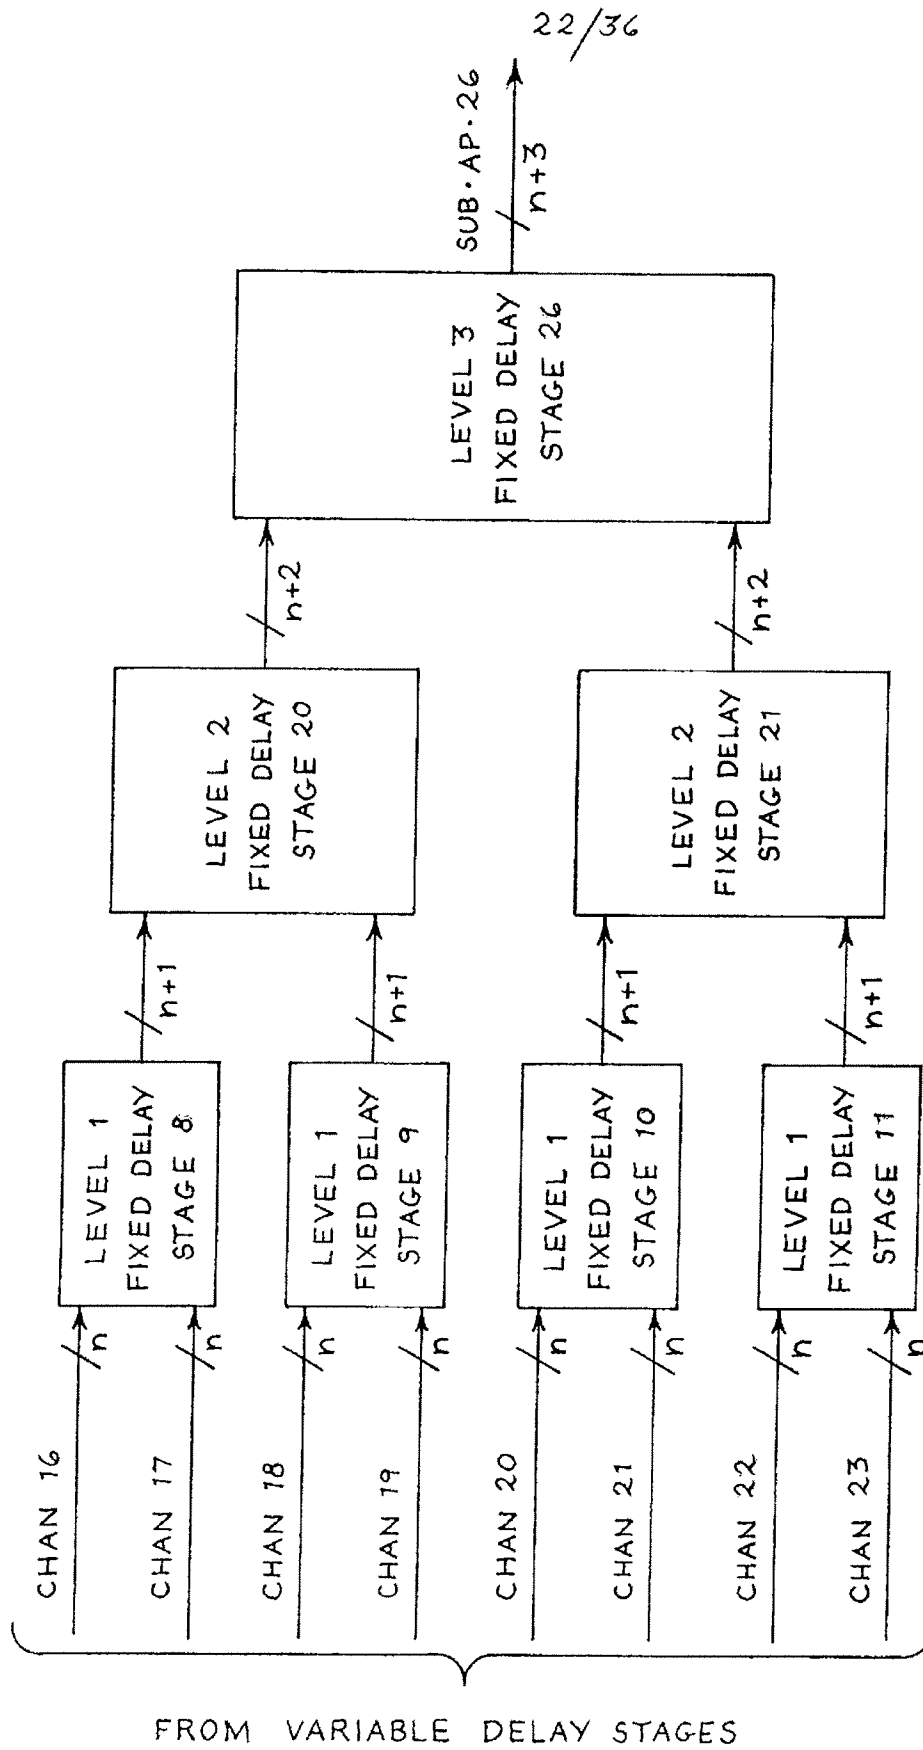 22/36
SUB·AP·26
n+3
LEVEL 3
FIXED DELAY
STAGE 26
n+2
n+2
LEVEL 2
FIXED DELAY
STAGE 20
LEVEL 2
FIXED DELAY
STAGE 21
n+1
n+1
n+1
n+1
LEVEL 1
FIXED DELAY
STAGE 8
LEVEL 1
FIXED DELAY
STAGE 9
LEVEL 1
FIXED DELAY
STAGE 10
LEVEL 1
FIXED DELAY
STAGE 11
n
n
n
n
n
n
n
n
CHAN 16
CHAN 17
CHAN 18
CHAN 19
CHAN 20
CHAN 21
CHAN 22
CHAN 23
FROM VARIABLE DELAY STAGES